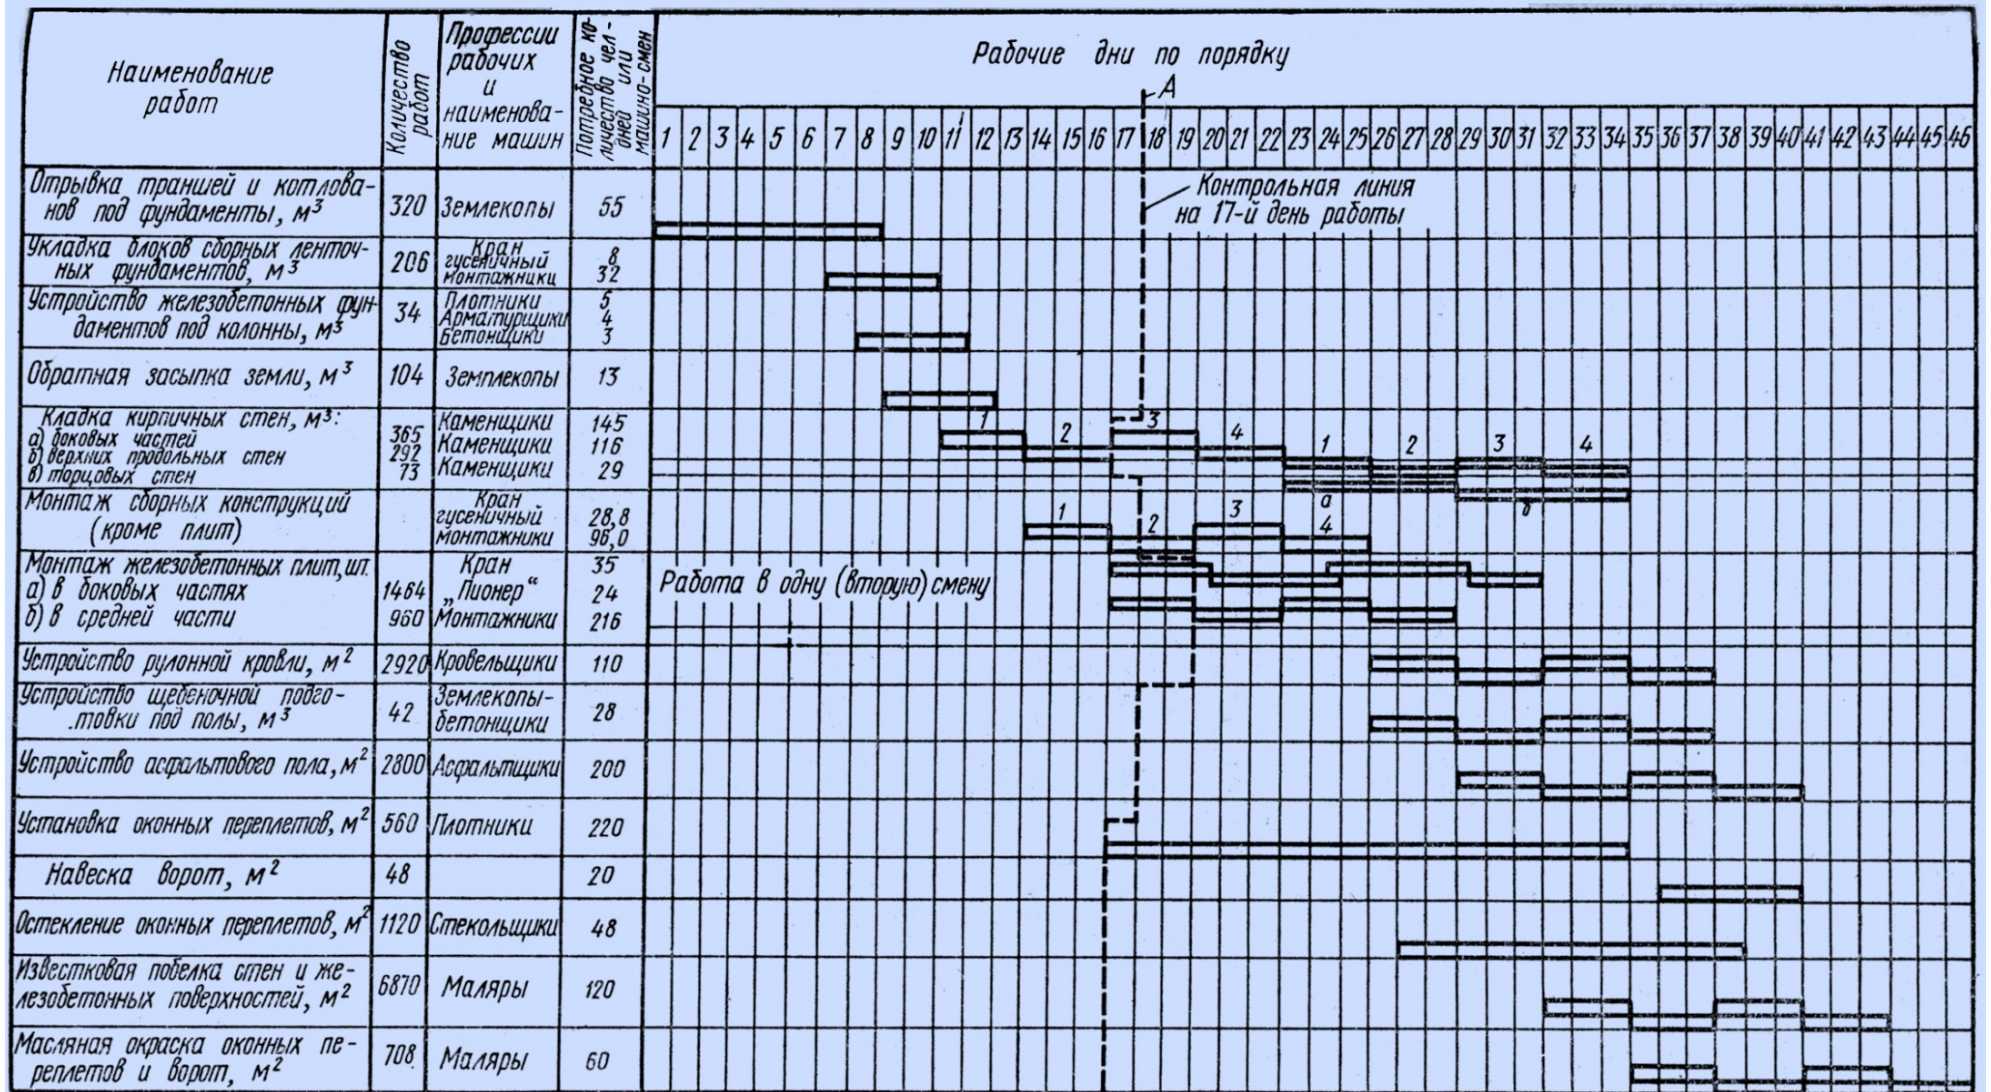 Наименование
работ
Количество
работ
Профессии
рабочих
и
наименова-
ние машин
Потребное ко-
личество чел-
дней или
машино-смен
Рабочие дни по порядку
А
1 2 3 4 5 6 7 8 9 10 11 12 13 14 15 16 17 18 19 20 21 22 23 24 25 26 27 28 29 30 31 32 33 34 35 36 37 38 39 40 41 42 43 44 45 46
Контрольная линия
на 17-й день работы
Отрывка траншей и котлова-
нов под фундаменты, м³
320
Землекопы
55
Укладка блоков сборных ленточ-
ных фундаментов, м³
206
Кран
гусеничный
монтажники
8
32
Устройство железобетонных фун-
даментов под колонны, м³
34
Плотники
Арматурщики
Бетонщики
5
4
3
Обратная засыпка земли, м³
104
Землекопы
13
Кладка кирпичных стен, м³:
а) боковых частей
б) верхних продольных стен
в) торцовых стен
365
292
73
Каменщики
Каменщики
Каменщики
145
116
29
1 2 3 4 1 2 3 4
а б
Монтаж сборных конструкций
(кроме плит)
Кран
гусеничный
монтажники
28,8
96,0
1 2 3 4
Монтаж железобетонных плит, шт.
а) в боковых частях
б) в средней части
1464
960
Кран
„Пионер“
Монтажники
35
24
216
Работа в одну (вторую) смену
Устройство рулонной кровли, м²
2920
Кровельщики
110
Устройство щебеночной подго-
товки под полы, м³
42
Землекопы-
бетонщики
28
Устройство асфальтового пола, м²
2800
Асфальтщики
200
Установка оконных переплетов, м²
560
Плотники
220
Навеска ворот, м²
48
20
Остекление оконных переплетов, м²
1120
Стекольщики
48
Известковая побелка стен и же-
лезобетонных поверхностей, м²
6870
Маляры
120
Масляная окраска оконных пе-
реплетов и ворот, м²
708
Маляры
60